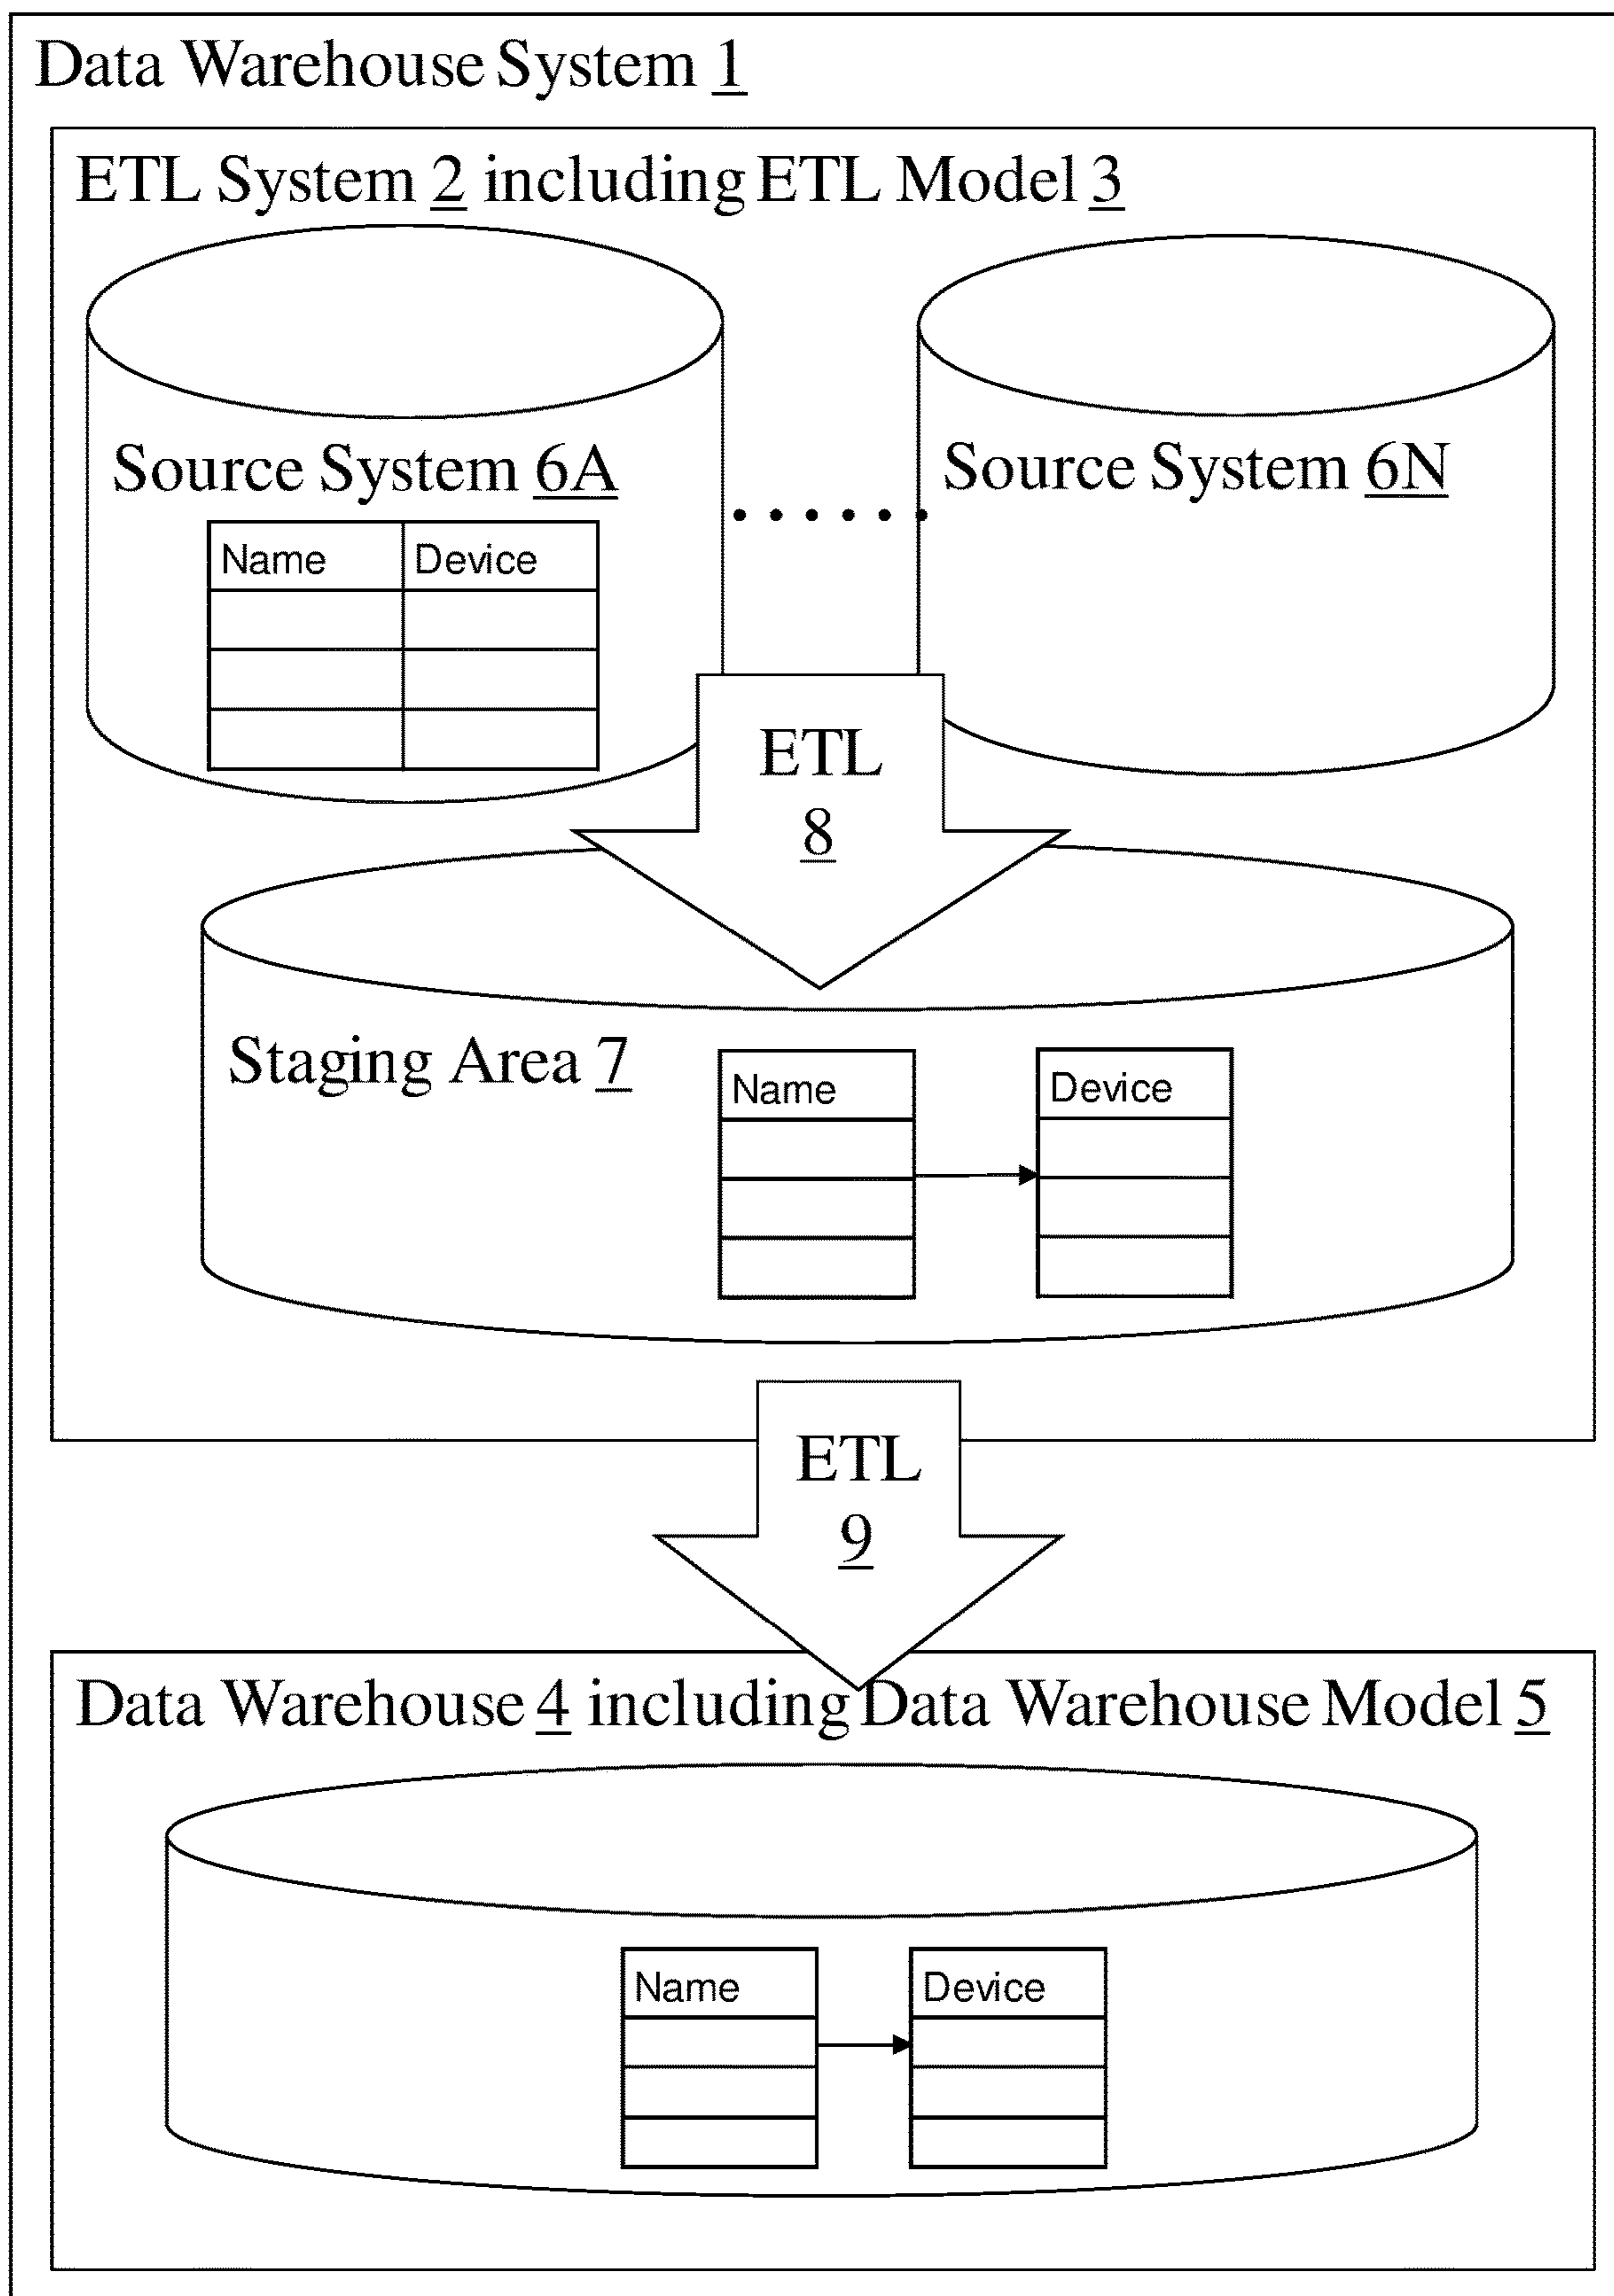 Data Warehouse System 1
ETL System 2 including ETL Model 3
Source System 6A
Source System 6N
Name Device
ETL
8
Staging Area 7
Name Device
ETL
9
Data Warehouse 4 including Data Warehouse Model 5
Name Device